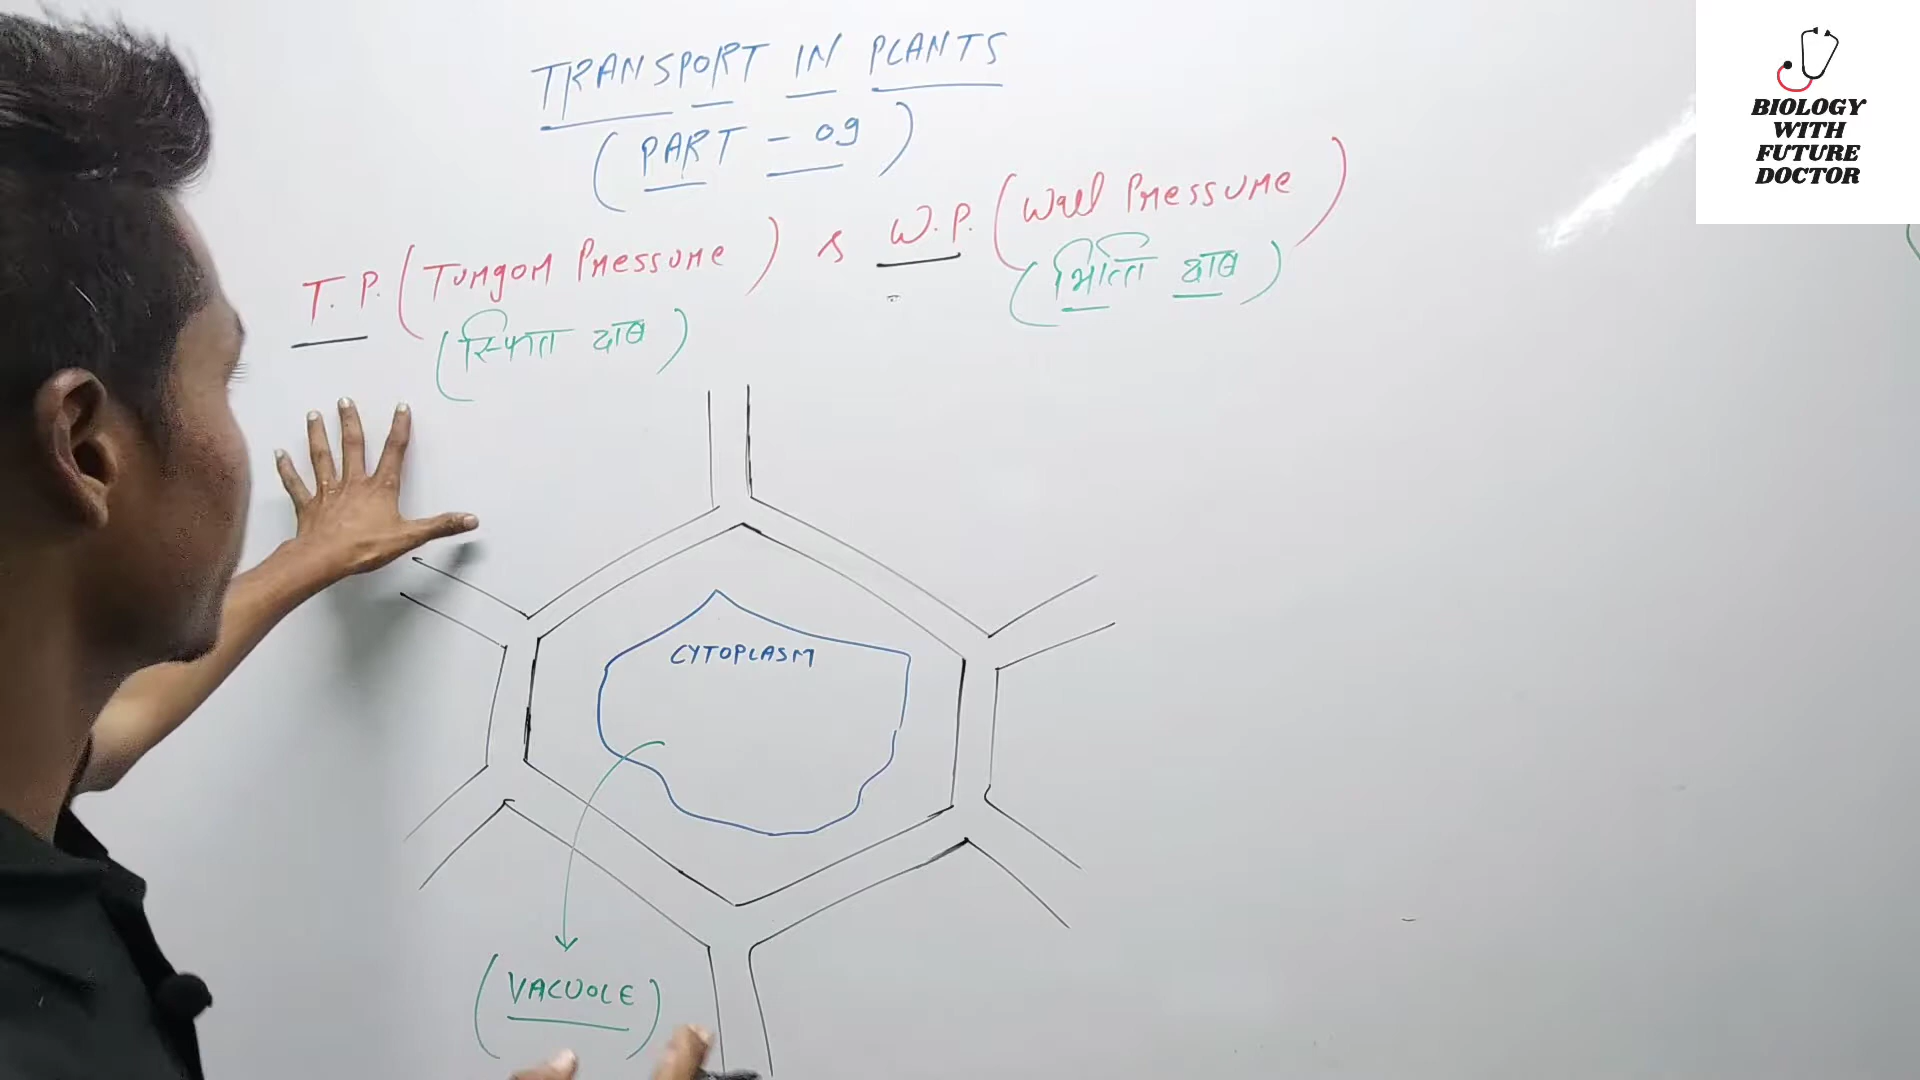 TRANSPORT IN PLANTS
(PART - 09)
T.P. (Turgor Pressure) & W.P. (Wall Pressure)
(स्फित दाब) (भित्ति दाब)
CYTOPLASM
(VACUOLE)
BIOLOGY
WITH
FUTURE
DOCTOR